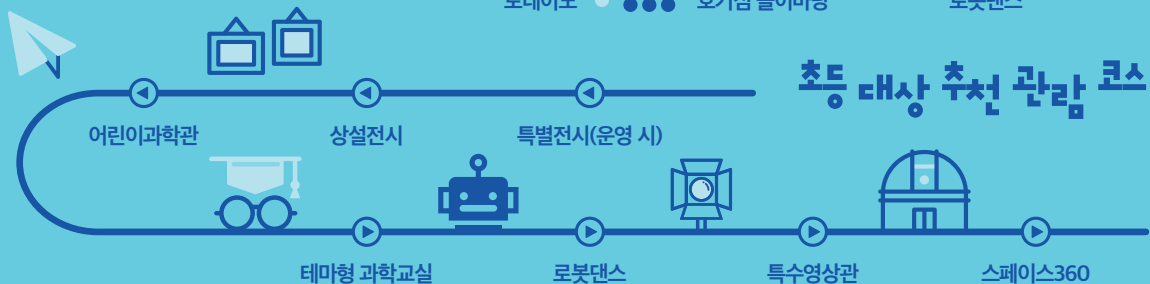 초등 대상 추천 관람 코스
어린이과학관 상설전시 특별전시(운영 시)
테마형 과학교실 로봇댄스 특수영상관 스페이스360